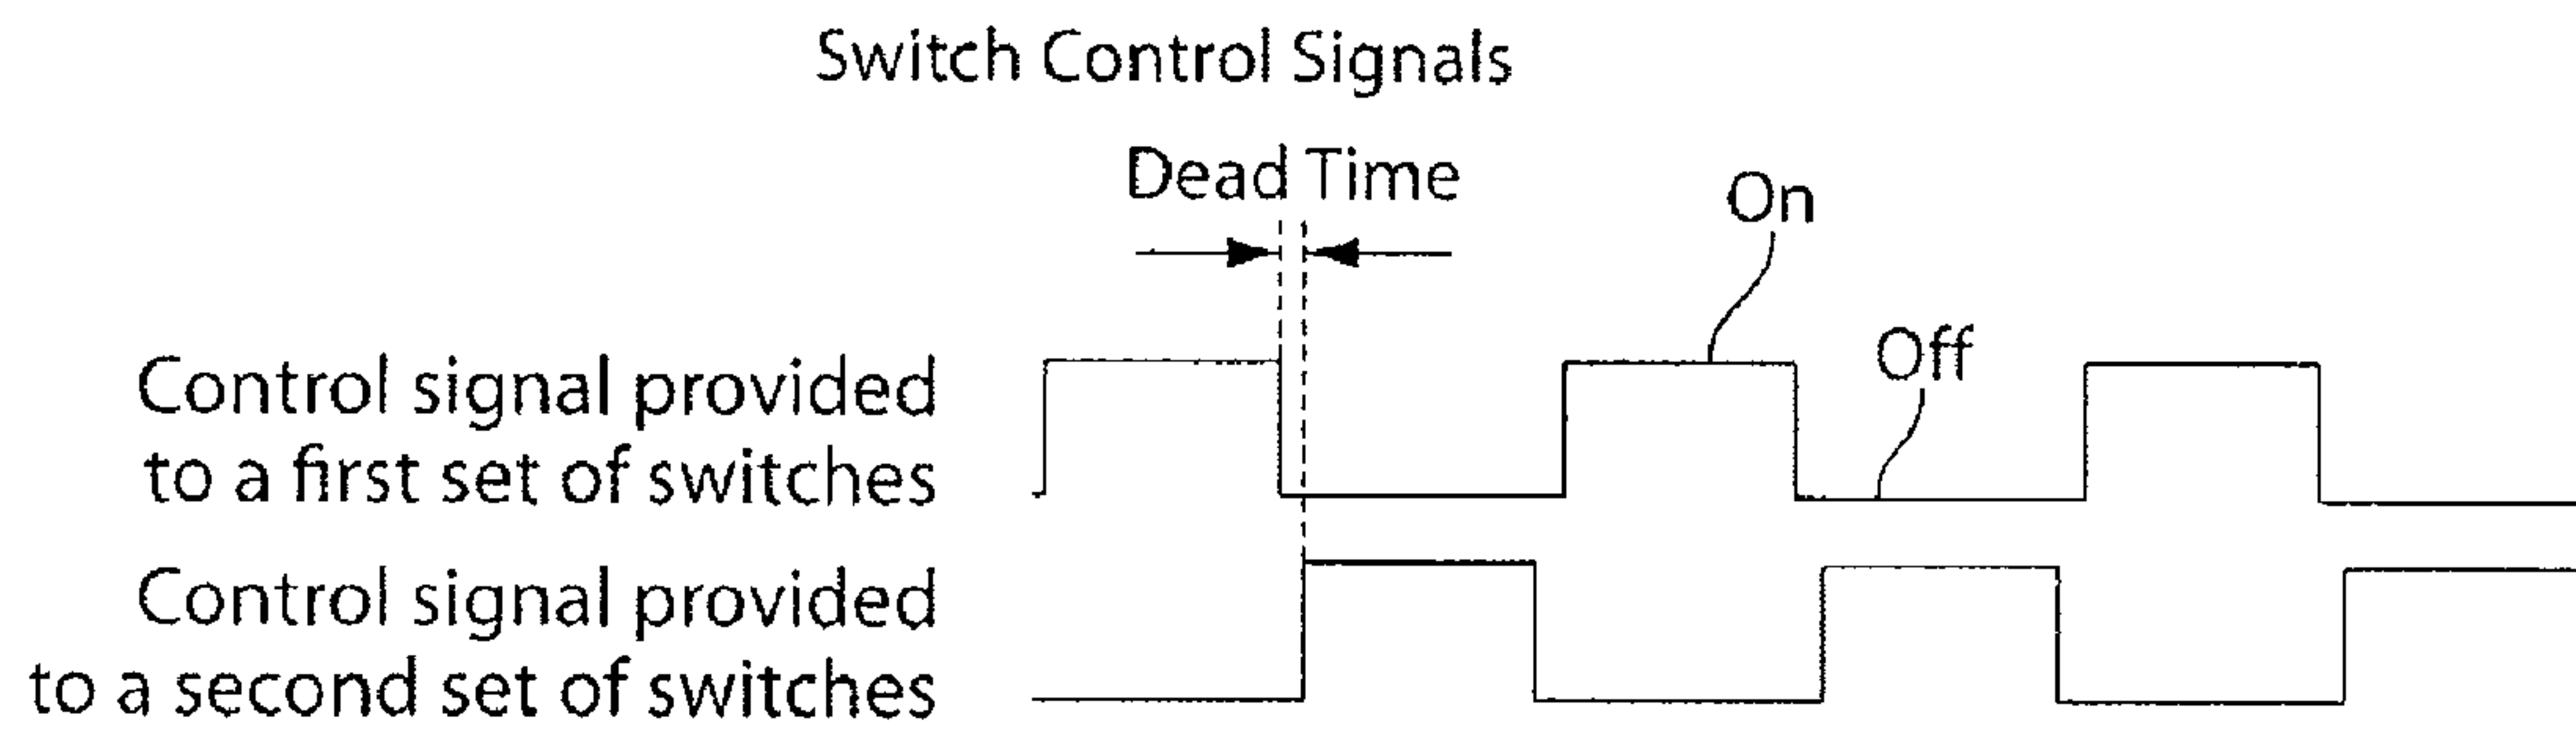 Switch Control Signals
Dead Time
On
Off
Control signal provided
to a first set of switches
Control signal provided
to a second set of switches